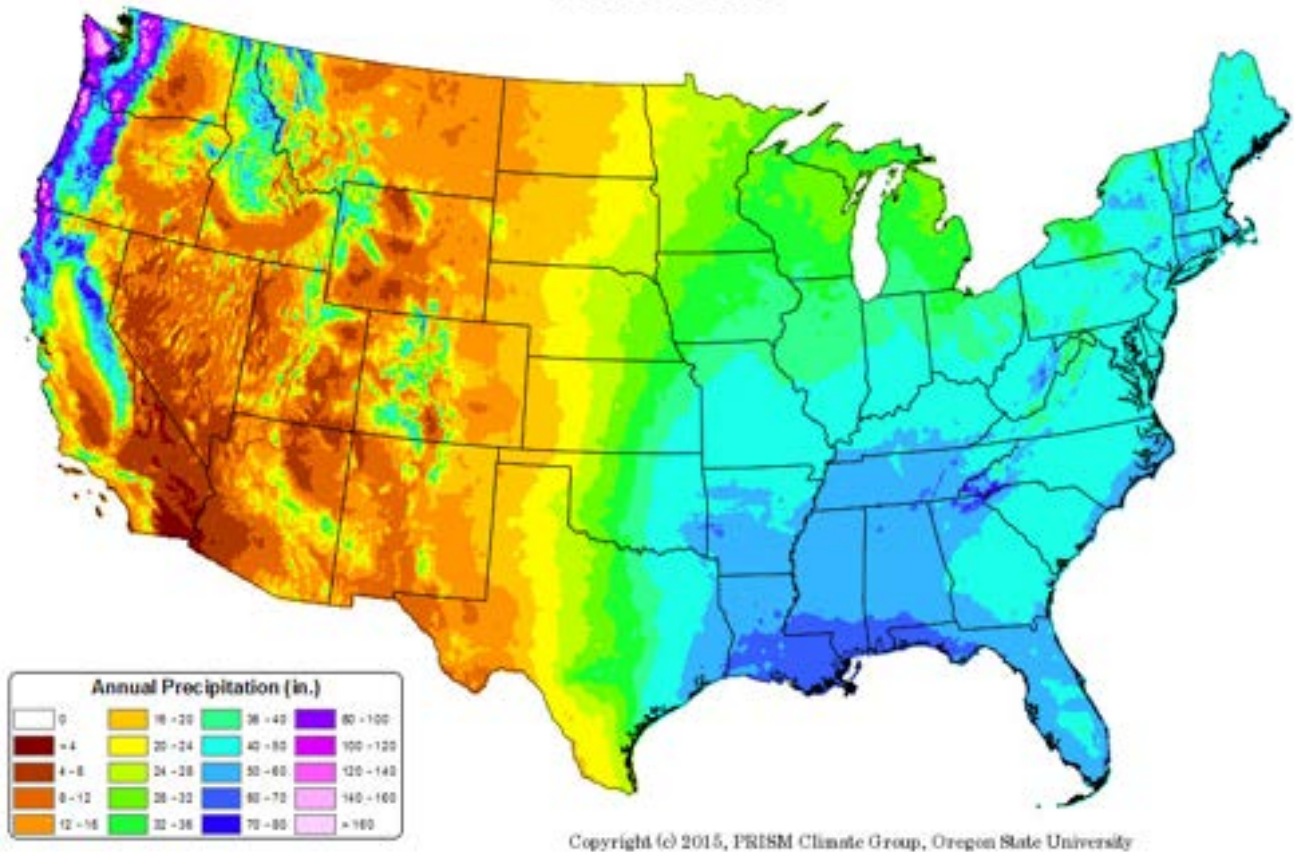 Annual Precipitation (in.)
0 16 - 20 36 - 40 80 - 100
< 4 20 - 24 40 - 50 100 - 120
4 - 8 24 - 28 50 - 60 120 - 140
8 - 12 28 - 32 60 - 70 140 - 160
12 - 16 32 - 36 70 - 80 > 160
Copyright (c) 2015, PRISM Climate Group, Oregon State University